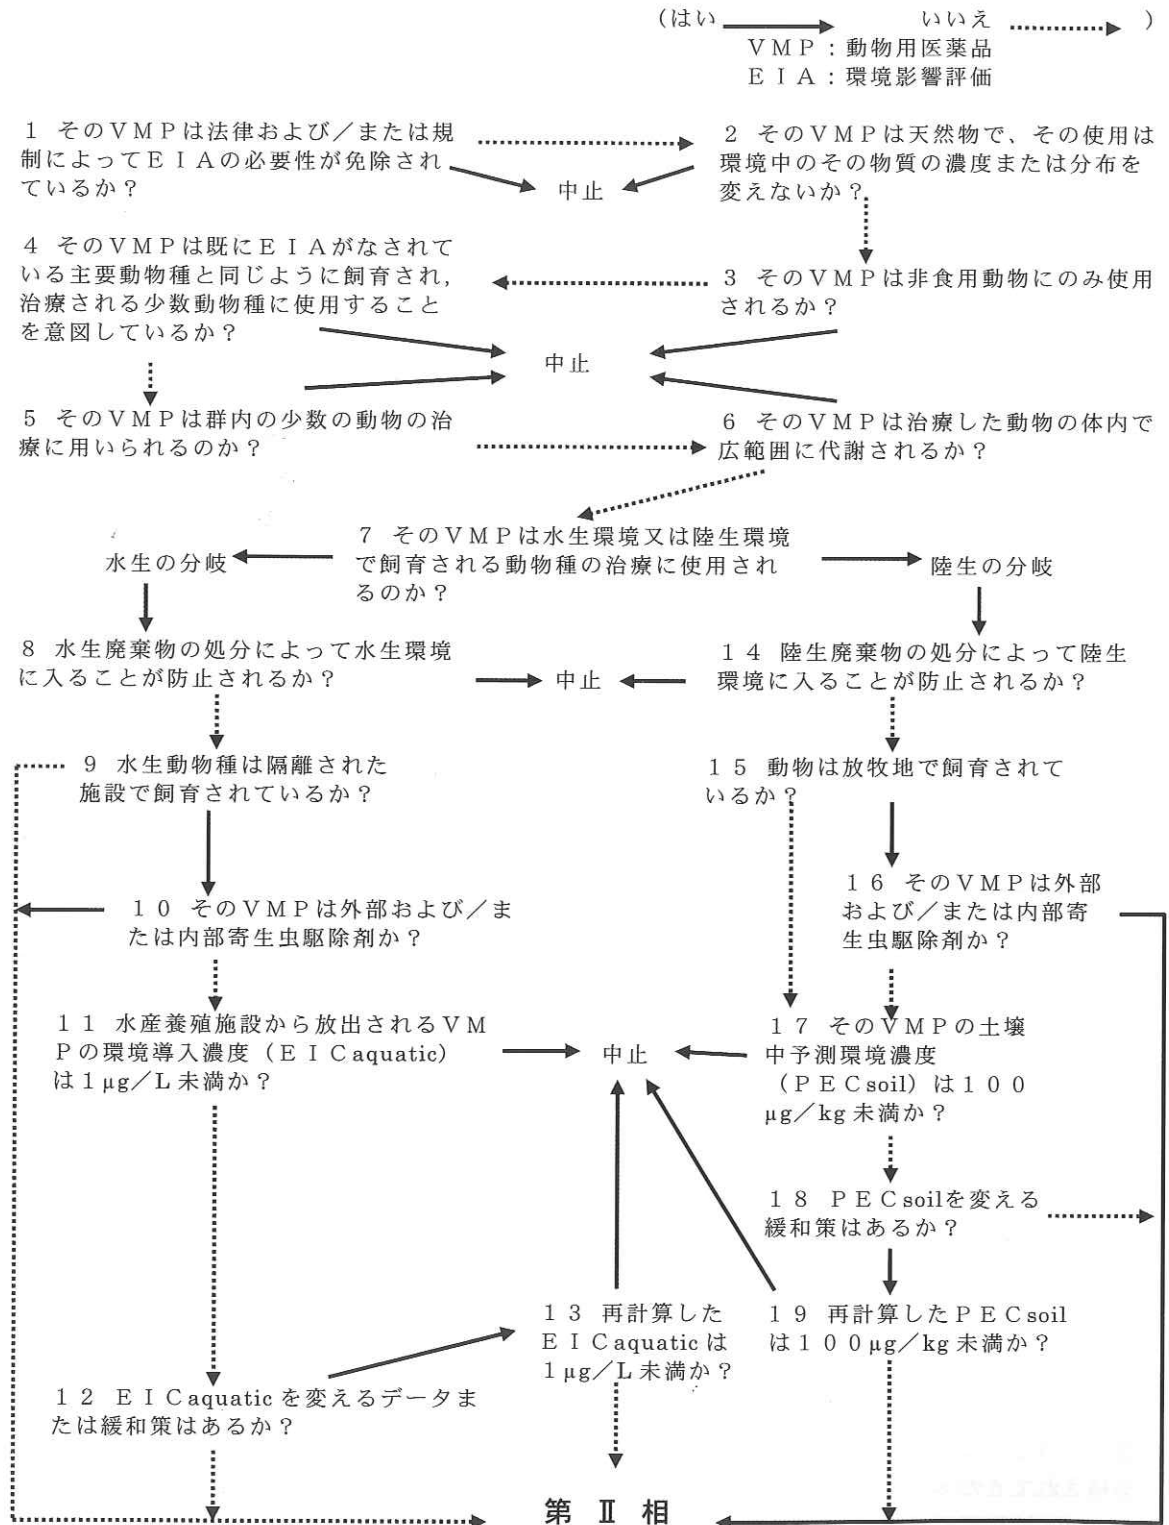 （はい　　　いいえ　　　）
ＶＭＰ：動物用医薬品
ＥＩＡ：環境影響評価
１ そのＶＭＰは法律および／または規
制によってＥＩＡの必要性が免除され
ているか？
２ そのＶＭＰは天然物で、その使用は
環境中のその物質の濃度または分布を
変えないか？
中止
４ そのＶＭＰは既にＥＩＡがなされて
いる主要動物種と同じように飼育され，
治療される少数動物種に使用すること
を意図しているか？
３ そのＶＭＰは非食用動物にのみ使用
されるか？
中止
５ そのＶＭＰは群内の少数の動物の治
療に用いられるのか？
６ そのＶＭＰは治療した動物の体内で
広範囲に代謝されるか？
７ そのＶＭＰは水生環境又は陸生環境
で飼育される動物種の治療に使用され
るのか？
水生の分岐
陸生の分岐
８ 水生廃棄物の処分によって水生環境
に入ることが防止されるか？
中止
１４ 陸生廃棄物の処分によって陸生
環境に入ることが防止されるか？
９ 水生動物種は隔離された
施設で飼育されているか？
１５ 動物は放牧地で飼育されて
いるか？
１０ そのＶＭＰは外部および／ま
たは内部寄生虫駆除剤か？
１６ そのＶＭＰは外部
および／または内部寄
生虫駆除剤か？
１１ 水産養殖施設から放出されるＶＭ
Ｐの環境導入濃度（ＥＩＣaquatic）
は１μg／L 未満か？
中止
１７ そのＶＭＰの土壌
中予測環境濃度
（ＰＥＣsoil）は１００
μg／kg 未満か？
１８ ＰＥＣsoilを変える
緩和策はあるか？
１３ 再計算した
ＥＩＣaquatic は
１μg／L 未満か？
１９ 再計算したＰＥＣsoil
は１００μg／kg 未満か？
１２ ＥＩＣaquatic を変えるデータま
たは緩和策はあるか？
第 Ⅱ 相